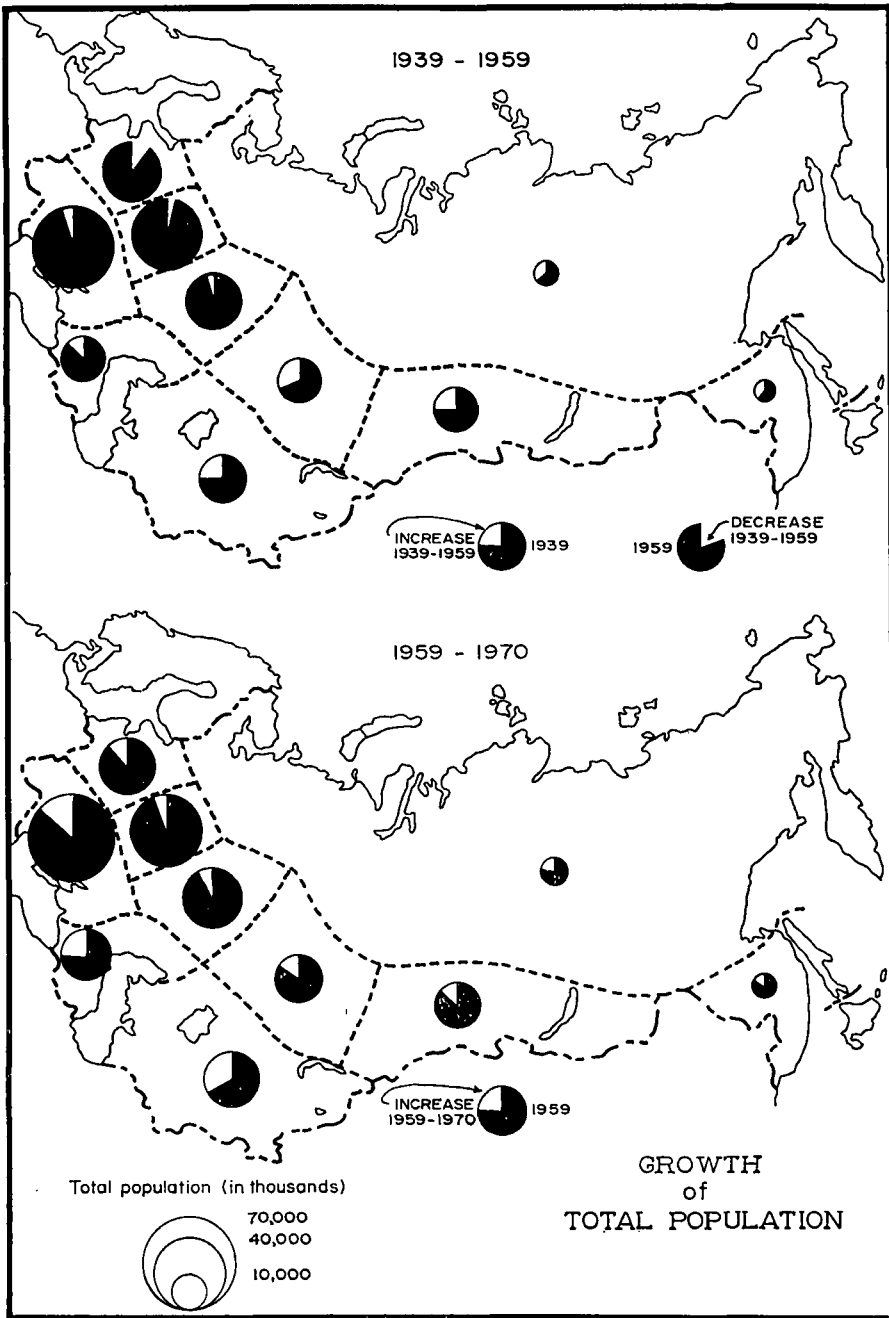 1939 - 1959
INCREASE
1939-1959
1939
1959
DECREASE
1939-1959
1959 - 1970
INCREASE
1959-1970
1959
Total population (in thousands)
70,000
40,000
10,000
GROWTH
of
TOTAL POPULATION